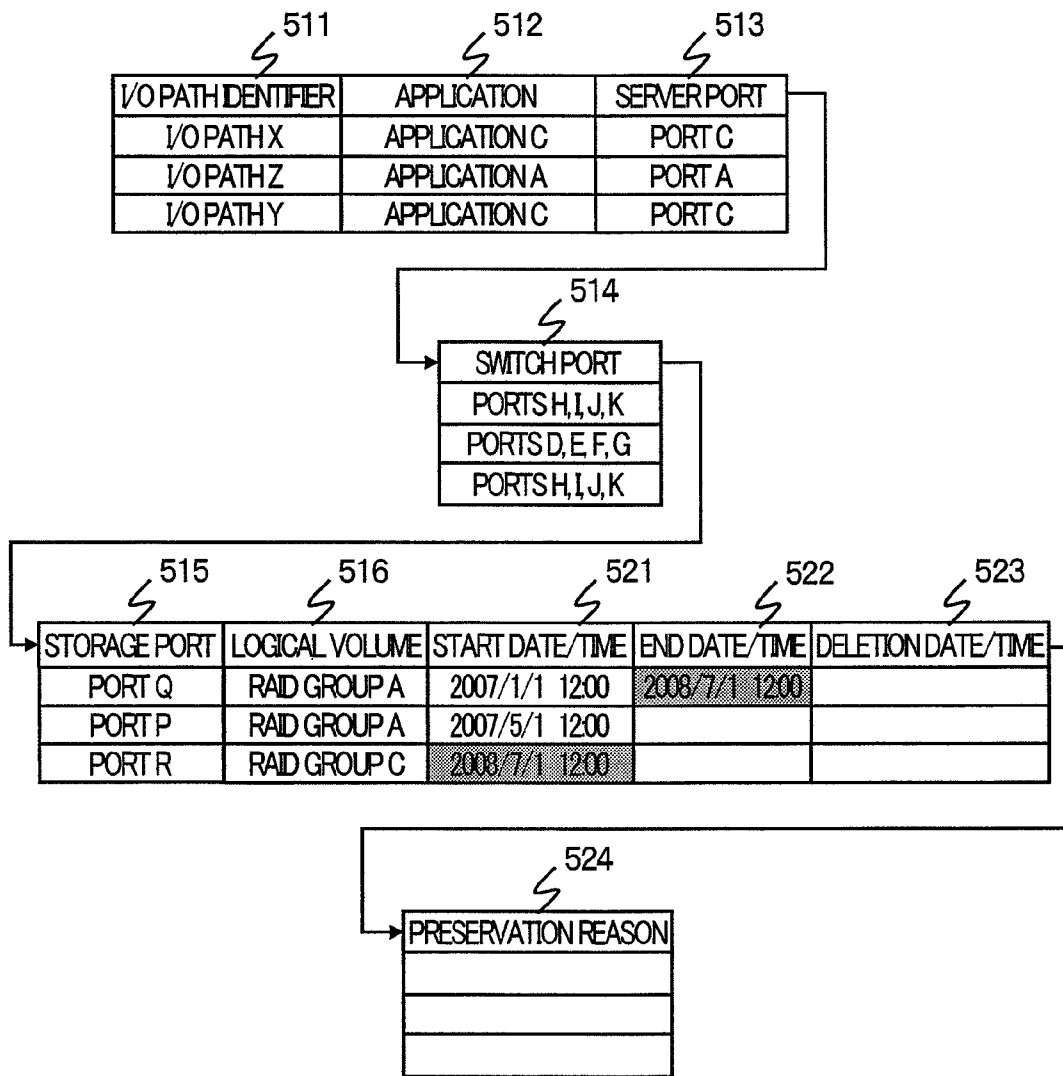 511 512 513
I/O PATH IDENTIFIER APPLICATION SERVER PORT
I/O PATH X APPLICATION C PORT C
I/O PATH Z APPLICATION A PORT A
I/O PATH Y APPLICATION C PORT C
514
SWITCH PORT
PORTS H, I, J, K
PORTS D, E, F, G
PORTS H, I, J, K
515 516 521 522 523
STORAGE PORT LOGICAL VOLUME START DATE/TIME END DATE/TIME DELETION DATE/TIME
PORT Q RAID GROUP A 2007/1/1 12:00 2008/7/1 12:00
PORT P RAID GROUP A 2007/5/1 12:00
PORT R RAID GROUP C 2008/7/1 12:00
524
PRESERVATION REASON